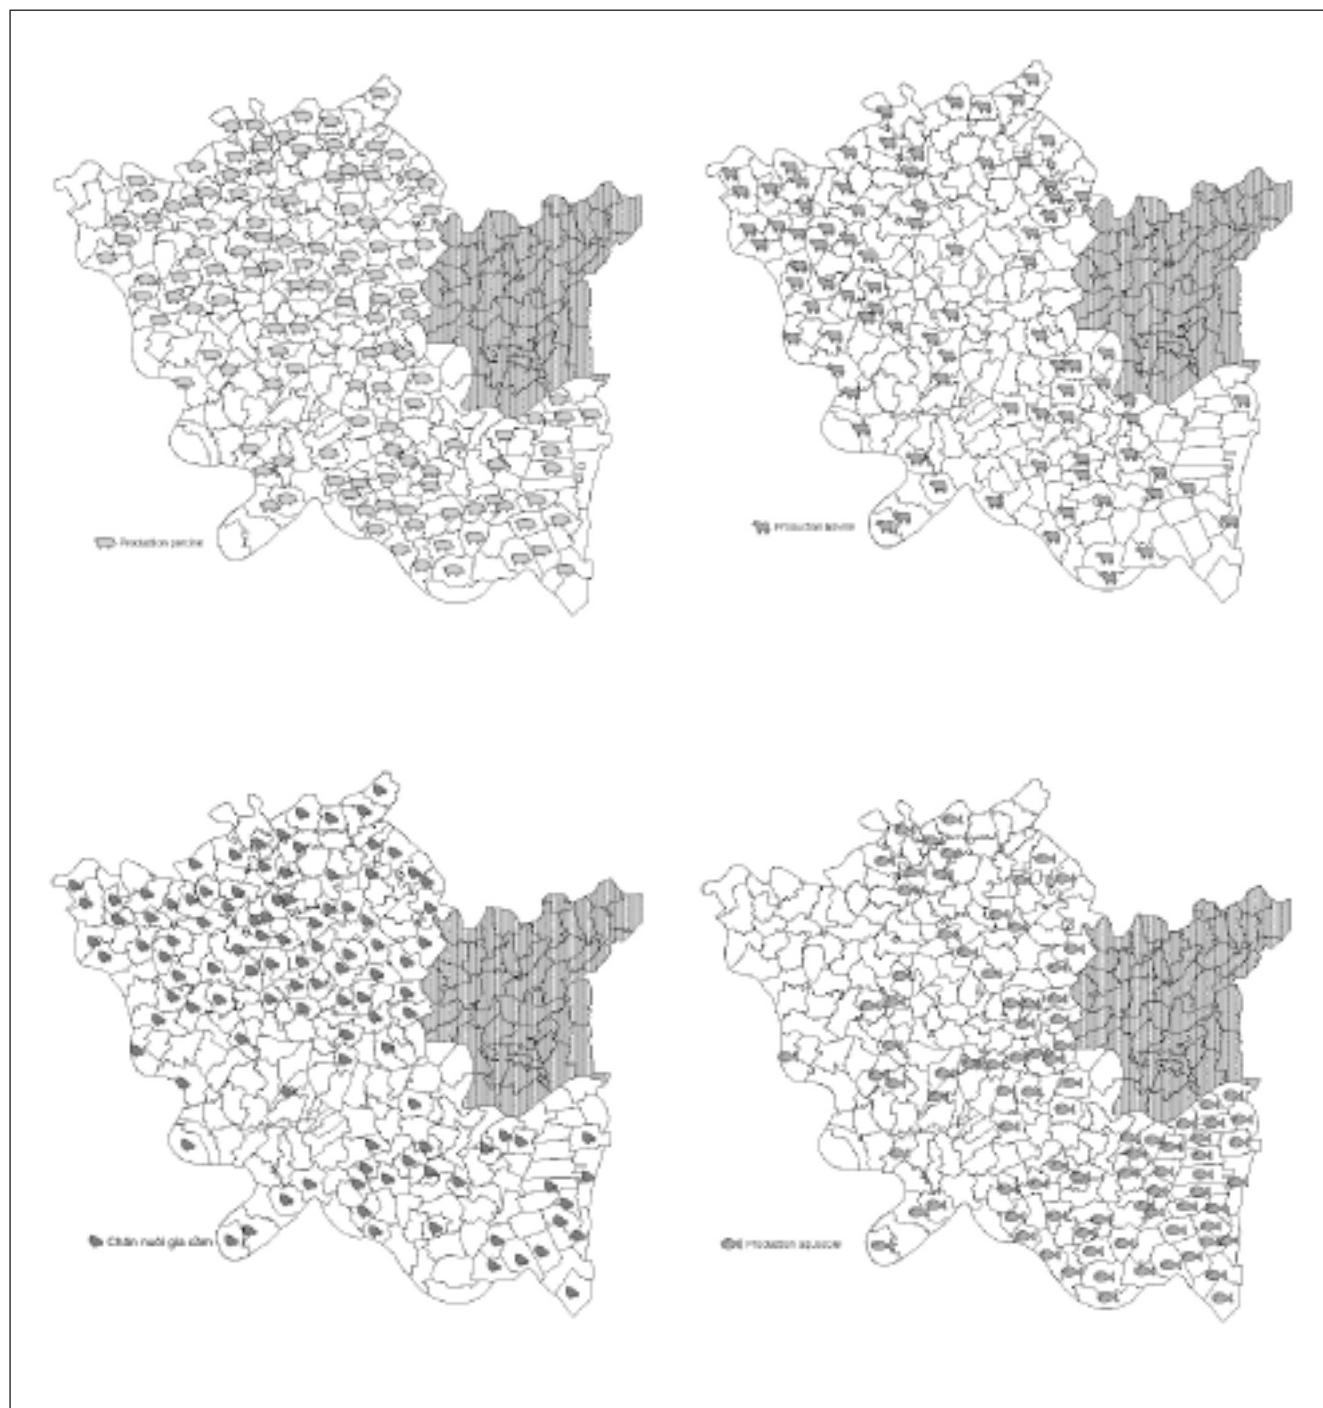 Production porcine
Production bovine
Chăn nuôi gia cầm
Production aquacole